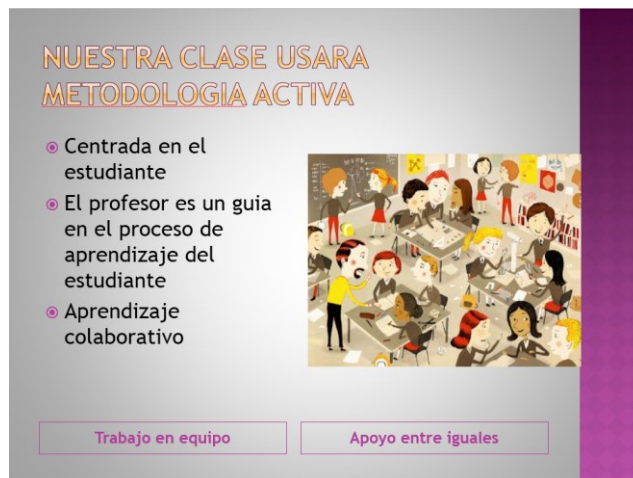 NUESTRA CLASE USARA
METODOLOGIA ACTIVA
Centrada en el
estudiante
El profesor es un guia
en el proceso de
aprendizaje del
estudiante
Aprendizaje
colaborativo
Trabajo en equipo
Apoyo entre iguales